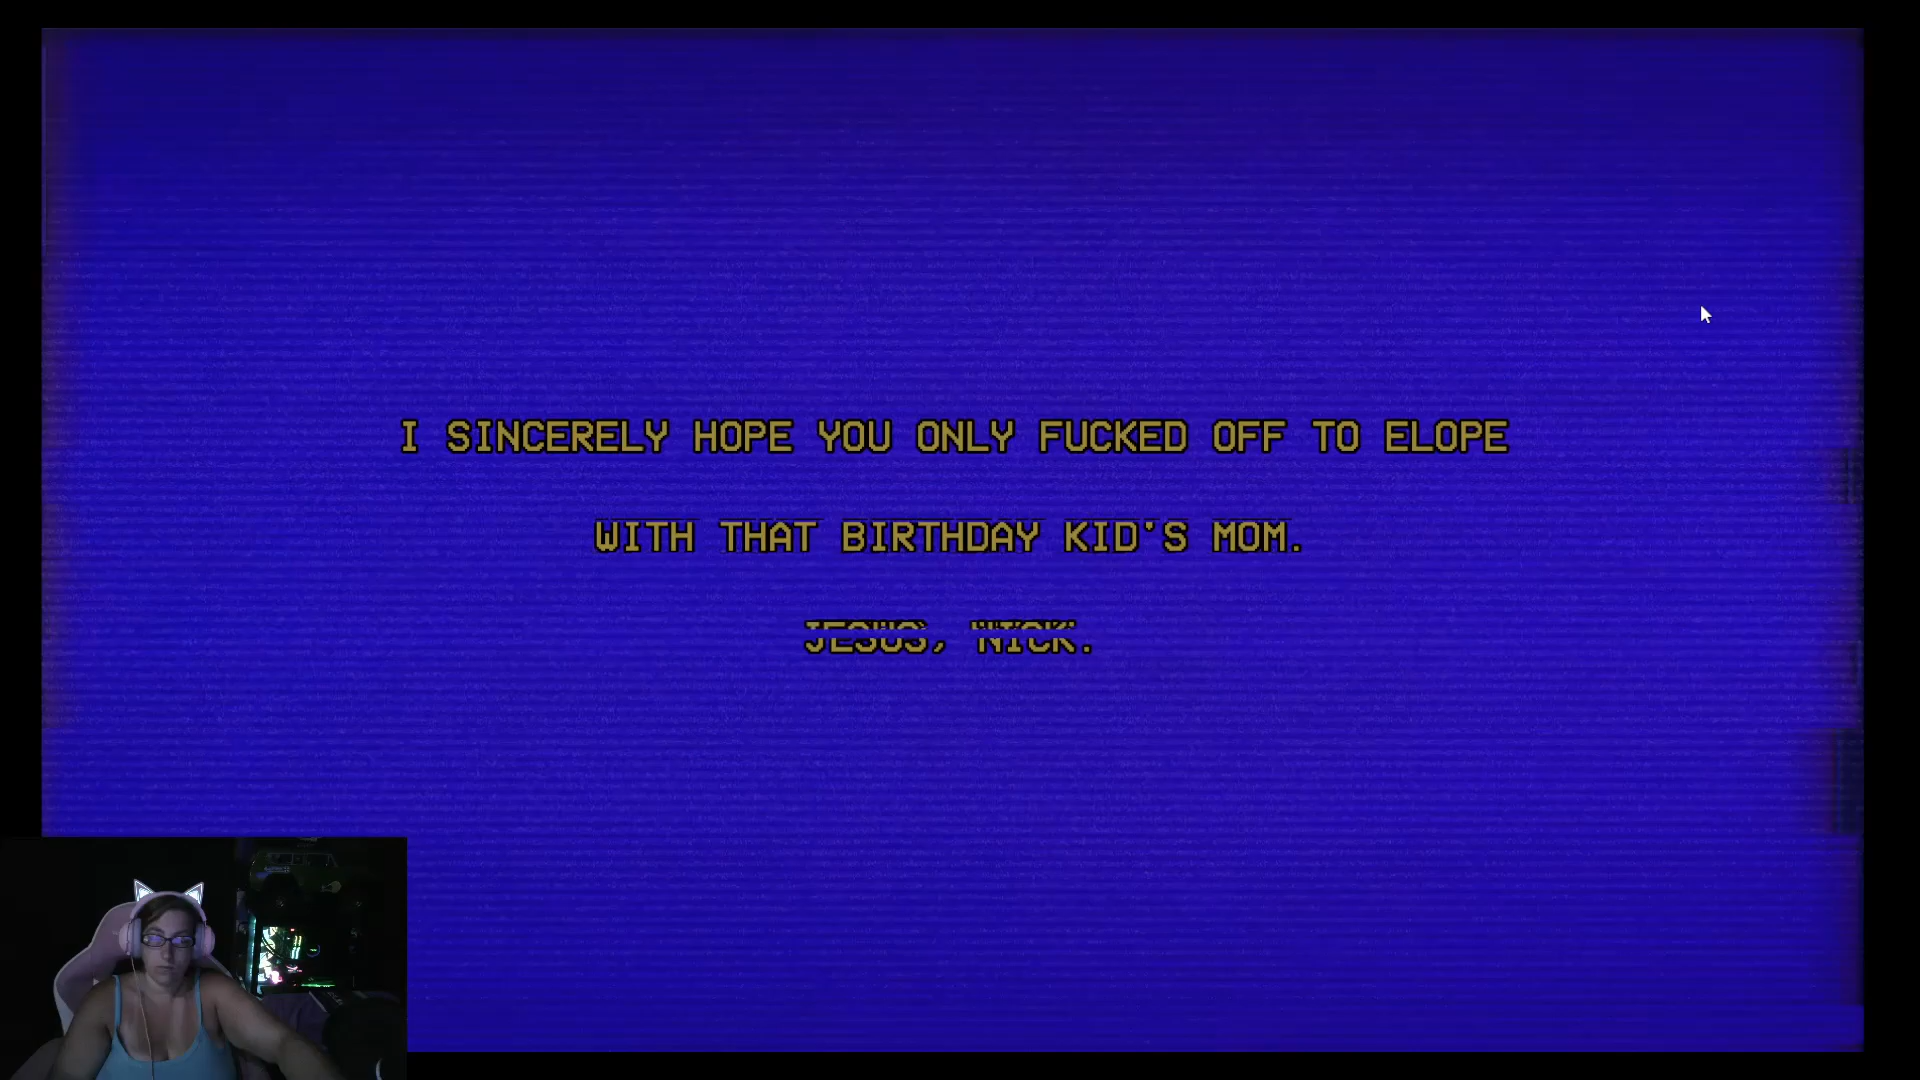 I SINCERELY HOPE YOU ONLY FUCKED OFF TO ELOPE
WITH THAT BIRTHDAY KID'S MOM.
JESUS, NICK.